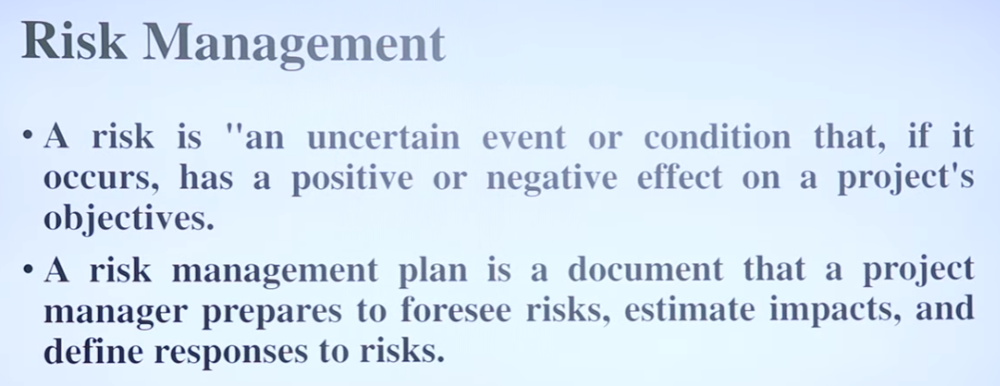 Risk Management
• A risk is "an uncertain event or condition that, if it
occurs, has a positive or negative effect on a project's
objectives.
• A risk management plan is a document that a project
manager prepares to foresee risks, estimate impacts, and
define responses to risks.